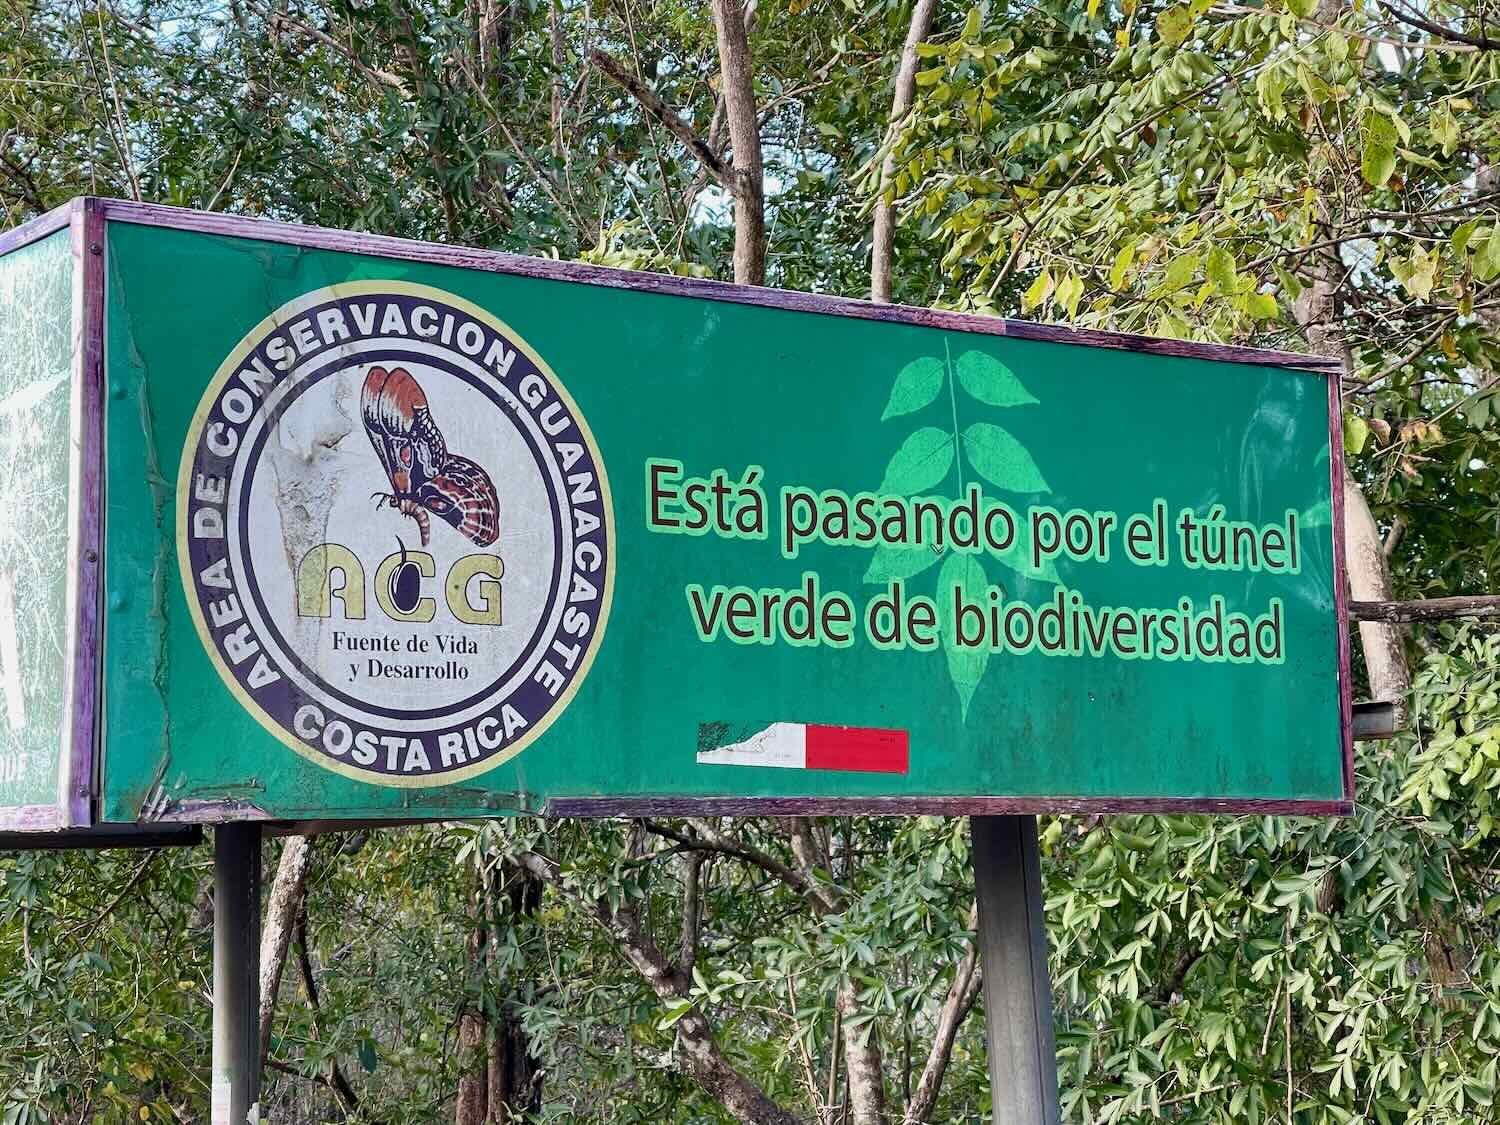 AREA DE CONSERVACION GUANACASTE
ACG
Fuente de Vida
y Desarrollo
COSTA RICA
Está pasando por el túnel
verde de biodiversidad